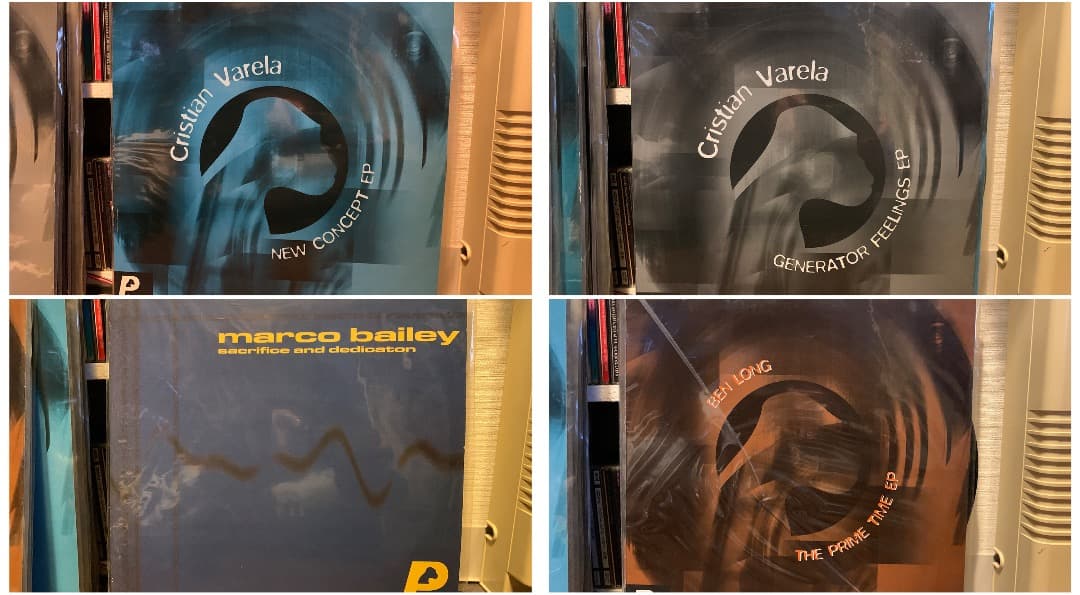 Cristian Varela
NEW CONCEPT EP
P
Cristian Varela
GENERATOR FEELINGS EP
marco bailey
sacrifice and dedicaton
P
BEN LONG
THE PRIME TIME EP